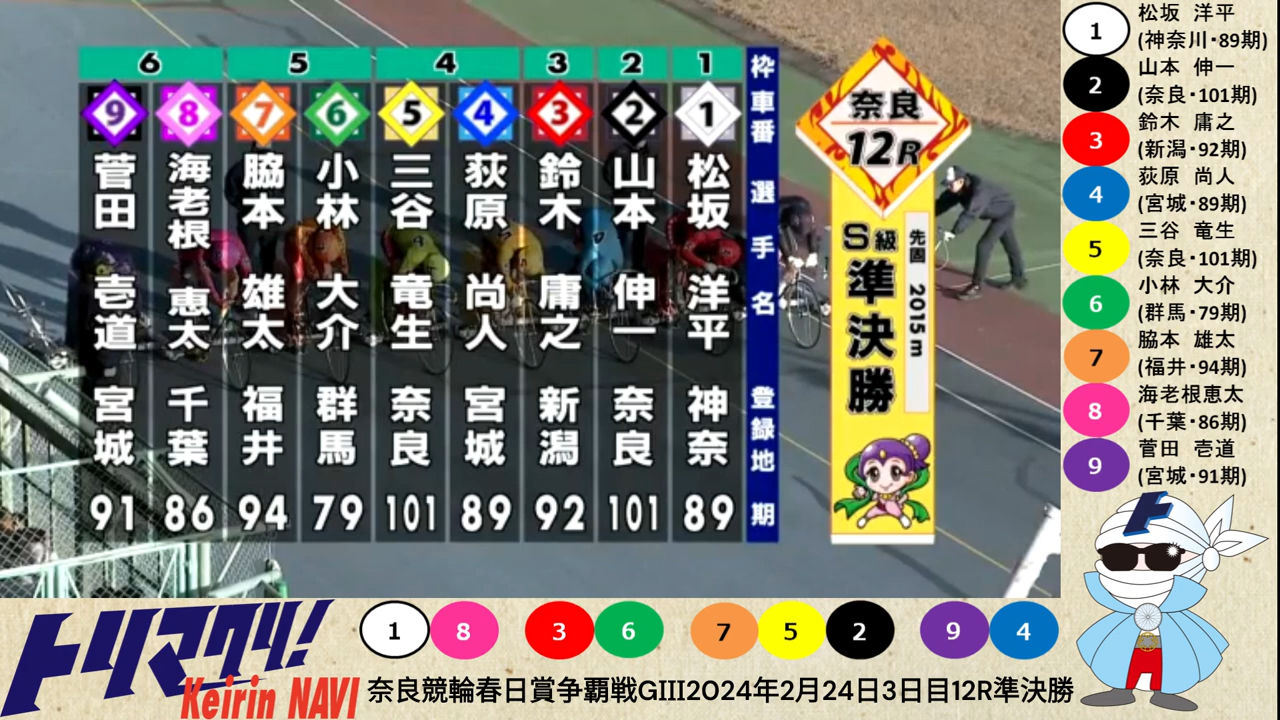 6 5 4 3 2 1 枠
9 8 7 6 5 4 3 2 1 車番
菅田 海老根 脇本 小林 三谷 荻原 鈴木 山本 松坂 選手名
壱道 恵太 雄太 大介 竜生 尚人 庸之 伸一 洋平
宮城 千葉 福井 群馬 奈良 宮城 新潟 奈良 神奈 登録地
91 86 94 79 101 89 92 101 89 期
奈良
12R
S級
準決勝
先固 2015m
1 松坂 洋平
(神奈川・89期)
2 山本 伸一
(奈良・101期)
3 鈴木 庸之
(新潟・92期)
4 荻原 尚人
(宮城・89期)
5 三谷 竜生
(奈良・101期)
6 小林 大介
(群馬・79期)
7 脇本 雄太
(福井・94期)
8 海老根恵太
(千葉・86期)
9 菅田 壱道
(宮城・91期)
トリマクリ!
Keirin NAVI
1 8 3 6 7 5 2 9 4
奈良競輪春日賞争覇戦GIII2024年2月24日3日目12R準決勝